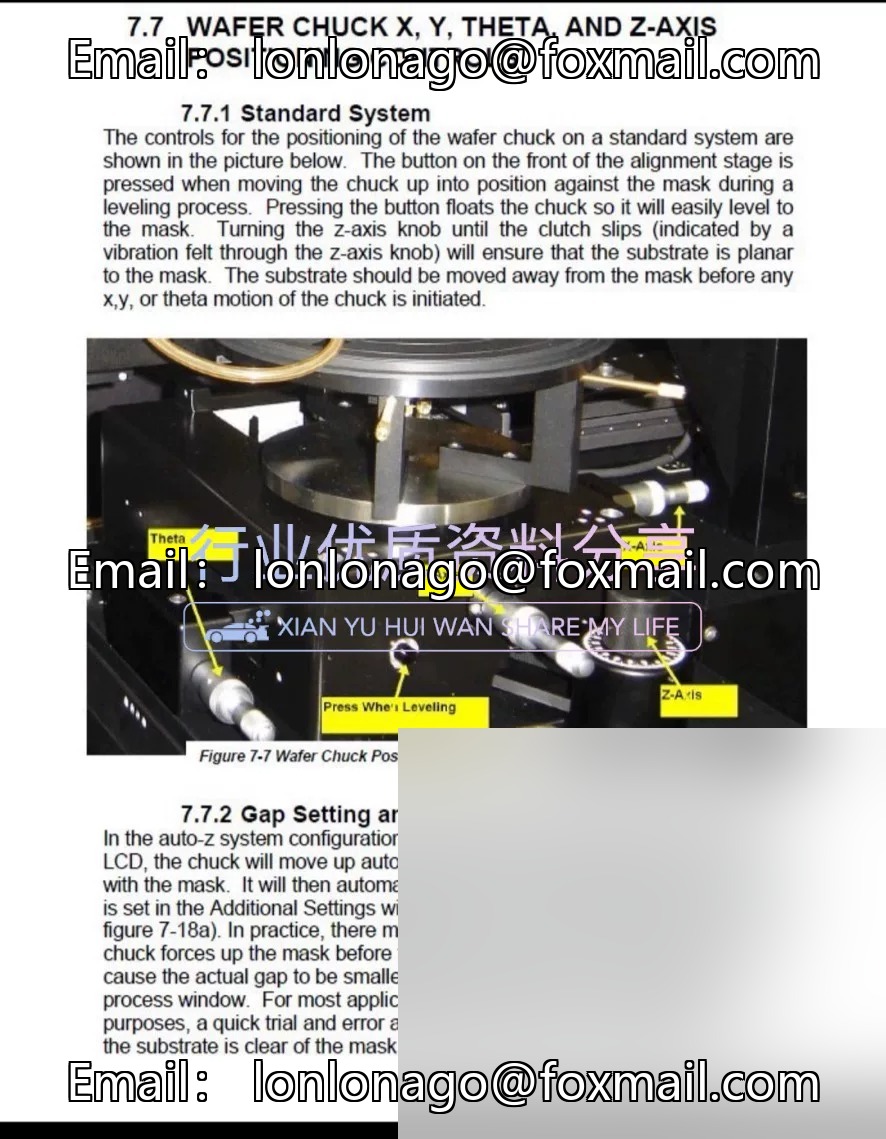 7.7 WAFER CHUCK X, Y, THETA, AND Z-AXIS
Email： lonlonago@foxmail.com
7.7.1 Standard System
The controls for the positioning of the wafer chuck on a standard system are
shown in the picture below. The button on the front of the alignment stage is
pressed when moving the chuck up into position against the mask during a
leveling process. Pressing the button floats the chuck so it will easily level to
the mask. Turning the z-axis knob until the clutch slips (indicated by a
vibration felt through the z-axis knob) will ensure that the substrate is planar
to the mask. The substrate should be moved away from the mask before any
x,y, or theta motion of the chuck is initiated.
行业优质资料分享
Theta
Email： lonlonago@foxmail.com
XIAN YU HUI WAN SHARE MY LIFE
Z-Axis
Press When Leveling
Figure 7-7 Wafer Chuck Pos
7.7.2 Gap Setting an
In the auto-z system configuration
LCD, the chuck will move up auto
with the mask. It will then automa
is set in the Additional Settings wi
figure 7-18a). In practice, there m
chuck forces up the mask before
cause the actual gap to be smalle
process window. For most applic
purposes, a quick trial and error a
the substrate is clear of the mask
Email： lonlonago@foxmail.com